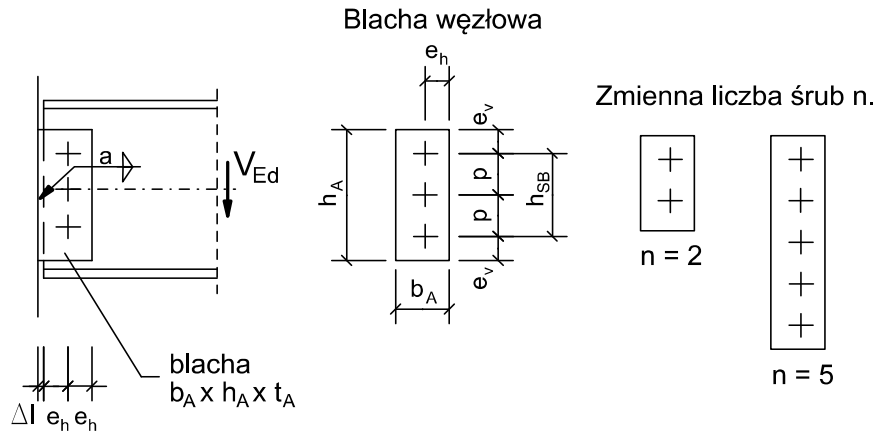 Blacha węzłowa
Zmienna liczba śrub n.
a
V_Ed
blacha
b_A x h_A x t_A
Δl e_h e_h
e_h
h_A
b_A
e_v
p
p
e_v
h_SB
n = 2
n = 5